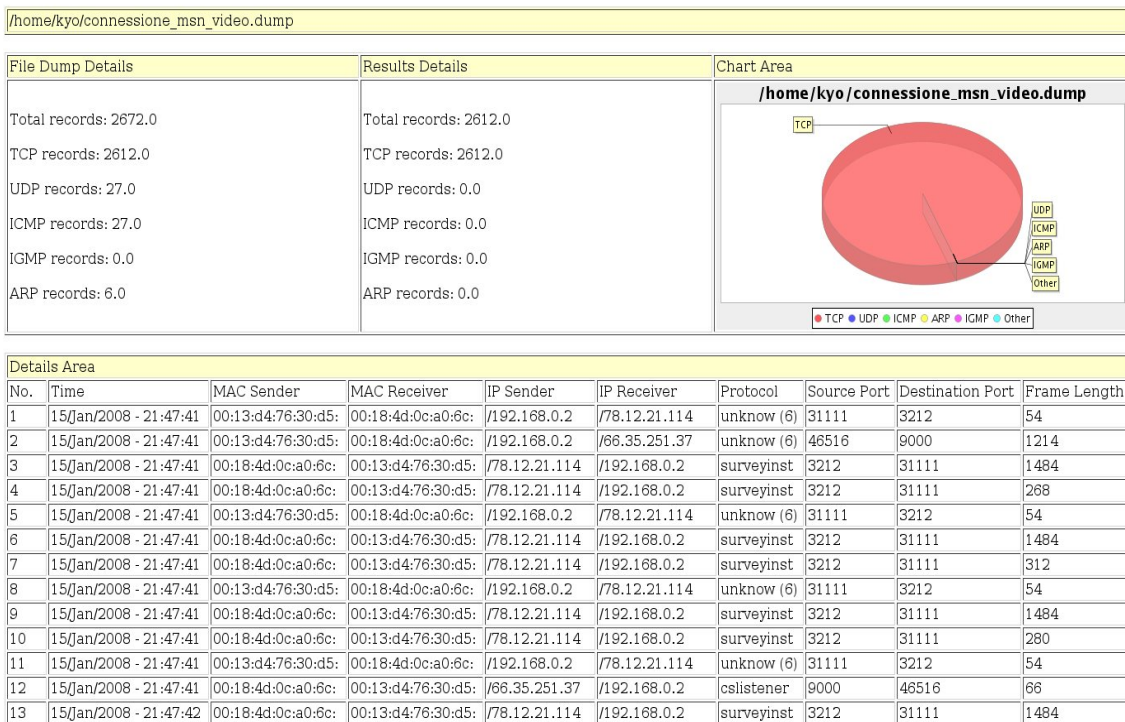 /home/kyo/connessione_msn_video.dump
File Dump Details Results Details Chart Area
Total records: 2672.0
TCP records: 2612.0
UDP records: 27.0
ICMP records: 27.0
IGMP records: 0.0
ARP records: 6.0
Total records: 2612.0
TCP records: 2612.0
UDP records: 0.0
ICMP records: 0.0
IGMP records: 0.0
ARP records: 0.0
/home/kyo/connessione_msn_video.dump
TCP
UDP
ICMP
ARP
IGMP
Other
TCP UDP ICMP ARP IGMP Other
Details Area
No. Time MAC Sender MAC Receiver IP Sender IP Receiver Protocol Source Port Destination Port Frame Length
1 15/Jan/2008 - 21:47:41 00:13:d4:76:30:d5: 00:18:4d:0c:a0:6c: /192.168.0.2 /78.12.21.114 unknow (6) 31111 3212 54
2 15/Jan/2008 - 21:47:41 00:13:d4:76:30:d5: 00:18:4d:0c:a0:6c: /192.168.0.2 /66.35.251.37 unknow (6) 46516 9000 1214
3 15/Jan/2008 - 21:47:41 00:18:4d:0c:a0:6c: 00:13:d4:76:30:d5: /78.12.21.114 /192.168.0.2 surveyinst 3212 31111 1484
4 15/Jan/2008 - 21:47:41 00:18:4d:0c:a0:6c: 00:13:d4:76:30:d5: /78.12.21.114 /192.168.0.2 surveyinst 3212 31111 268
5 15/Jan/2008 - 21:47:41 00:13:d4:76:30:d5: 00:18:4d:0c:a0:6c: /192.168.0.2 /78.12.21.114 unknow (6) 31111 3212 54
6 15/Jan/2008 - 21:47:41 00:18:4d:0c:a0:6c: 00:13:d4:76:30:d5: /78.12.21.114 /192.168.0.2 surveyinst 3212 31111 1484
7 15/Jan/2008 - 21:47:41 00:18:4d:0c:a0:6c: 00:13:d4:76:30:d5: /78.12.21.114 /192.168.0.2 surveyinst 3212 31111 312
8 15/Jan/2008 - 21:47:41 00:13:d4:76:30:d5: 00:18:4d:0c:a0:6c: /192.168.0.2 /78.12.21.114 unknow (6) 31111 3212 54
9 15/Jan/2008 - 21:47:41 00:18:4d:0c:a0:6c: 00:13:d4:76:30:d5: /78.12.21.114 /192.168.0.2 surveyinst 3212 31111 1484
10 15/Jan/2008 - 21:47:41 00:18:4d:0c:a0:6c: 00:13:d4:76:30:d5: /78.12.21.114 /192.168.0.2 surveyinst 3212 31111 280
11 15/Jan/2008 - 21:47:41 00:13:d4:76:30:d5: 00:18:4d:0c:a0:6c: /192.168.0.2 /78.12.21.114 unknow (6) 31111 3212 54
12 15/Jan/2008 - 21:47:41 00:18:4d:0c:a0:6c: 00:13:d4:76:30:d5: /66.35.251.37 /192.168.0.2 cslistener 9000 46516 66
13 15/Jan/2008 - 21:47:42 00:18:4d:0c:a0:6c: 00:13:d4:76:30:d5: /78.12.21.114 /192.168.0.2 surveyinst 3212 31111 1484